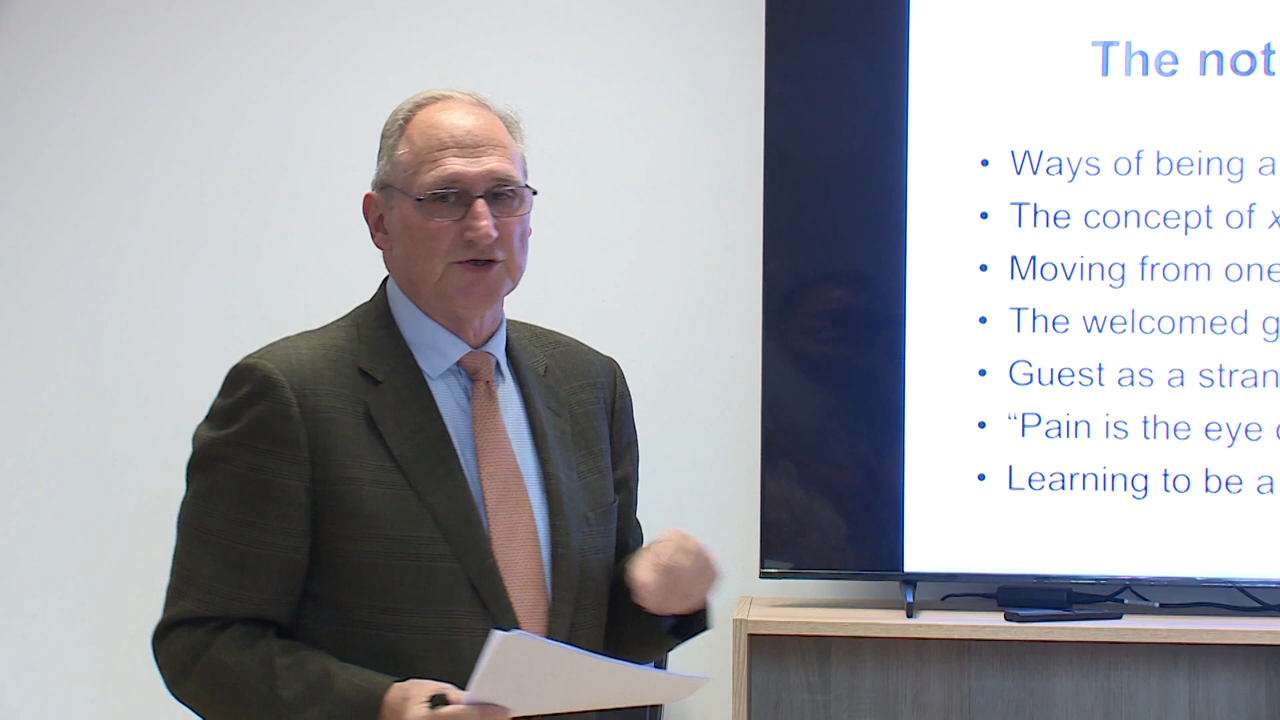 The not
• Ways of being a
• The concept of x
• Moving from one
• The welcomed g
• Guest as a stran
• “Pain is the eye
• Learning to be a